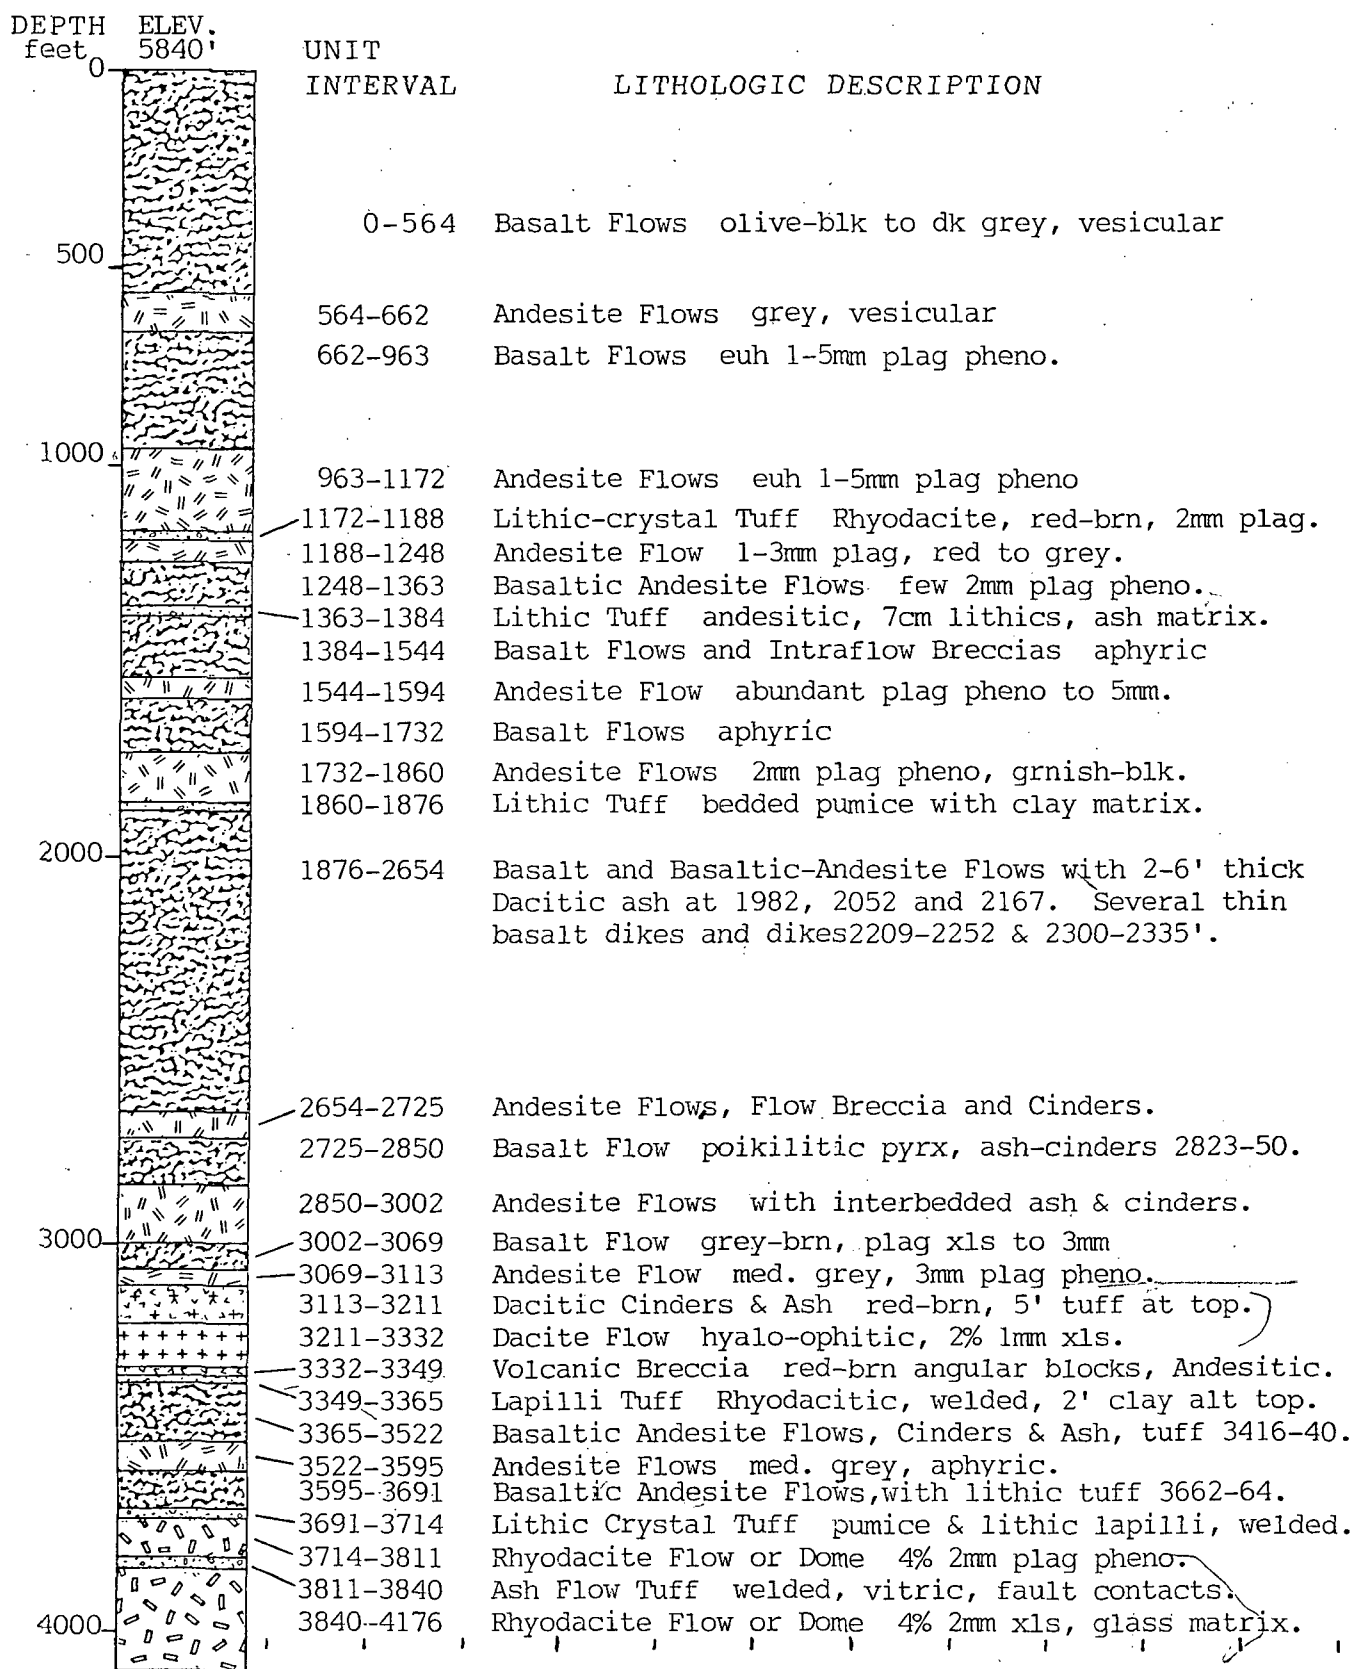 DEPTH ELEV.
feet 5840' UNIT
0 INTERVAL LITHOLOGIC DESCRIPTION
0-564 Basalt Flows olive-blk to dk grey, vesicular
500
564-662 Andesite Flows grey, vesicular
662-963 Basalt Flows euh 1-5mm plag pheno.
1000
963-1172 Andesite Flows euh 1-5mm plag pheno
1172-1188 Lithic-crystal Tuff Rhyodacite, red-brn, 2mm plag.
1188-1248 Andesite Flow 1-3mm plag, red to grey.
1248-1363 Basaltic Andesite Flows few 2mm plag pheno.
1363-1384 Lithic Tuff andesitic, 7cm lithics, ash matrix.
1384-1544 Basalt Flows and Intraflow Breccias aphyric
1544-1594 Andesite Flow abundant plag pheno to 5mm.
1594-1732 Basalt Flows aphyric
1732-1860 Andesite Flows 2mm plag pheno, grnish-blk.
1860-1876 Lithic Tuff bedded pumice with clay matrix.
2000
1876-2654 Basalt and Basaltic-Andesite Flows with 2-6' thick
Dacitic ash at 1982, 2052 and 2167. Several thin
basalt dikes and dikes2209-2252 & 2300-2335'.
2654-2725 Andesite Flows, Flow Breccia and Cinders.
2725-2850 Basalt Flow poikilitic pyrx, ash-cinders 2823-50.
2850-3002 Andesite Flows with interbedded ash & cinders.
3000 3002-3069 Basalt Flow grey-brn, plag xls to 3mm
3069-3113 Andesite Flow med. grey, 3mm plag pheno.
3113-3211 Dacitic Cinders & Ash red-brn, 5' tuff at top.
3211-3332 Dacite Flow hyalo-ophitic, 2% 1mm xls.
3332-3349 Volcanic Breccia red-brn angular blocks, Andesitic.
3349-3365 Lapilli Tuff Rhyodacitic, welded, 2' clay alt top.
3365-3522 Basaltic Andesite Flows, Cinders & Ash, tuff 3416-40.
3522-3595 Andesite Flows med. grey, aphyric.
3595-3691 Basaltic Andesite Flows,with lithic tuff 3662-64.
3691-3714 Lithic Crystal Tuff pumice & lithic lapilli, welded.
3714-3811 Rhyodacite Flow or Dome 4% 2mm plag pheno.
3811-3840 Ash Flow Tuff welded, vitric, fault contacts.
4000 3840-4176 Rhyodacite Flow or Dome 4% 2mm xls, glass matrix.